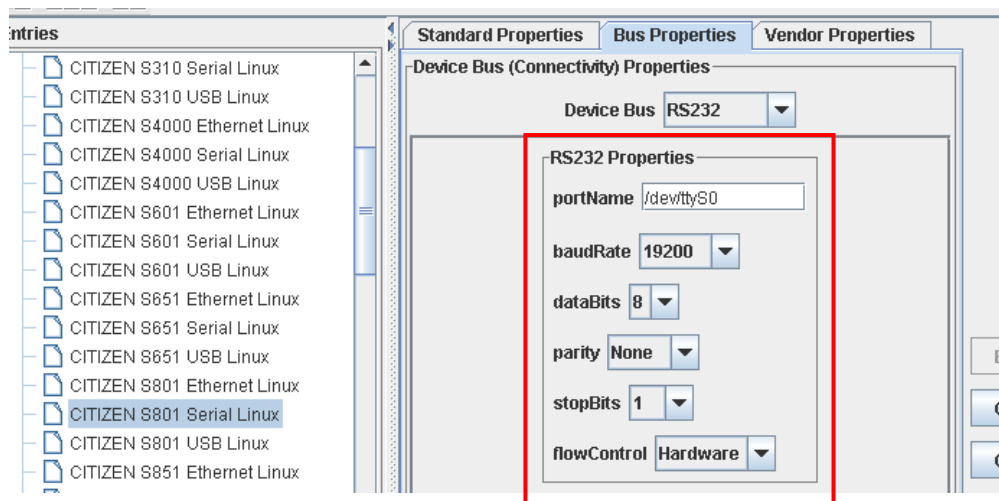 Entries
CITIZEN S310 Serial Linux
CITIZEN S310 USB Linux
CITIZEN S4000 Ethernet Linux
CITIZEN S4000 Serial Linux
CITIZEN S4000 USB Linux
CITIZEN S601 Ethernet Linux
CITIZEN S601 Serial Linux
CITIZEN S601 USB Linux
CITIZEN S651 Ethernet Linux
CITIZEN S651 Serial Linux
CITIZEN S651 USB Linux
CITIZEN S801 Ethernet Linux
CITIZEN S801 Serial Linux
CITIZEN S801 USB Linux
CITIZEN S851 Ethernet Linux
Standard Properties Bus Properties Vendor Properties
Device Bus (Connectivity) Properties
Device Bus RS232
RS232 Properties
portName /dev/ttyS0
baudRate 19200
dataBits 8
parity None
stopBits 1
flowControl Hardware